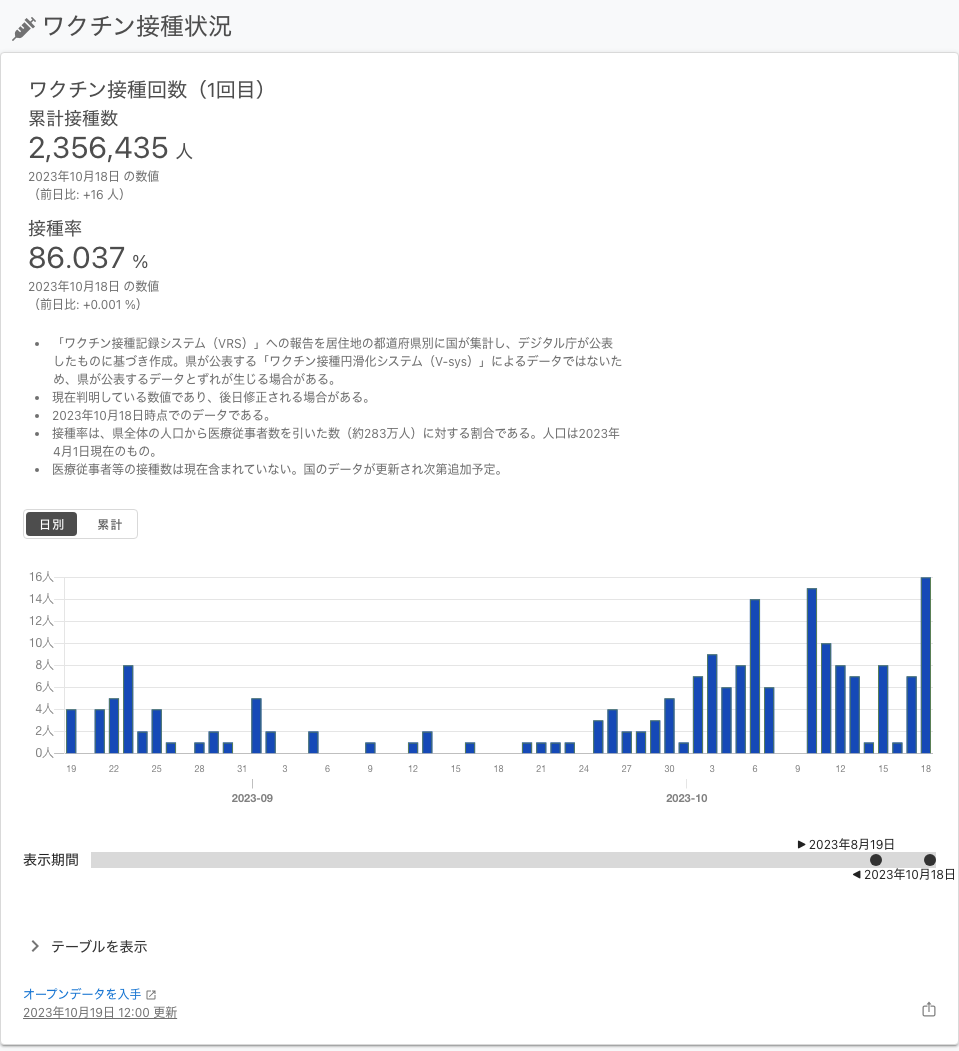 ワクチン接種状況
ワクチン接種回数（1回目）
累計接種数
2,356,435 人
2023年10月18日 の数値
（前日比: +16 人）
接種率
86.037 %
2023年10月18日 の数値
（前日比: +0.001 %）
• 「ワクチン接種記録システム（VRS）」への報告を居住地の都道府県別に国が集計し、デジタル庁が公表
したものに基づき作成。県が公表する「ワクチン接種円滑化システム（V-sys）」によるデータではないた
め、県が公表するデータとずれが生じる場合がある。
• 現在判明している数値であり、後日修正される場合がある。
• 2023年10月18日時点でのデータである。
• 接種率は、県全体の人口から医療従事者数を引いた数（約283万人）に対する割合である。人口は2023年
4月1日現在のもの。
• 医療従事者等の接種数は現在含まれていない。国のデータが更新され次第追加予定。
日別 累計
16人
14人
12人
10人
8人
6人
4人
2人
0人
19 22 25 28 31 3 6 9 12 15 18 21 24 27 30 3 6 9 12 15 18
2023-09 2023-10
▶ 2023年8月19日
表示期間
◀ 2023年10月18日
テーブルを表示
オープンデータを入手
2023年10月19日 12:00 更新